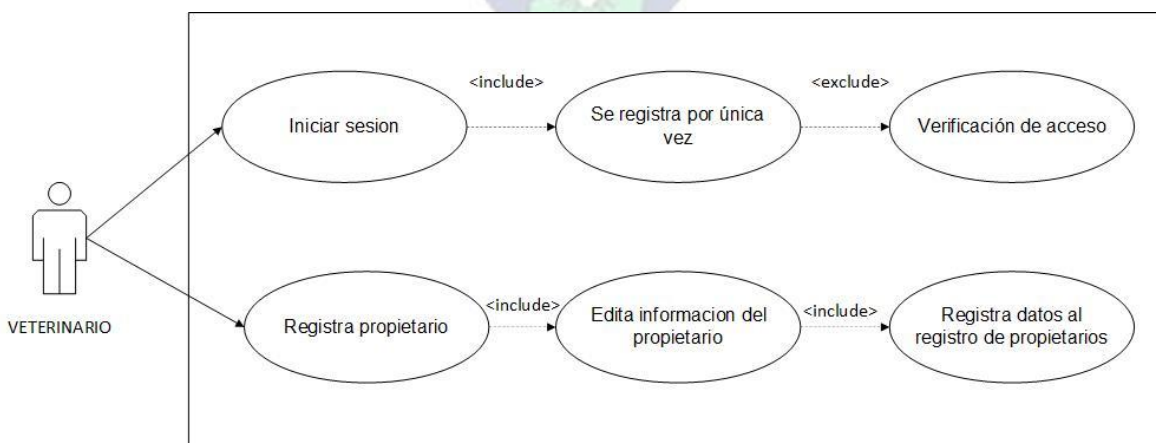 <include>
<exclude>
Iniciar sesion
Se registra por única
vez
Verificación de acceso
VETERINARIO
<include>
<include>
Registra propietario
Edita informacion del
propietario
Registra datos al
registro de propietarios